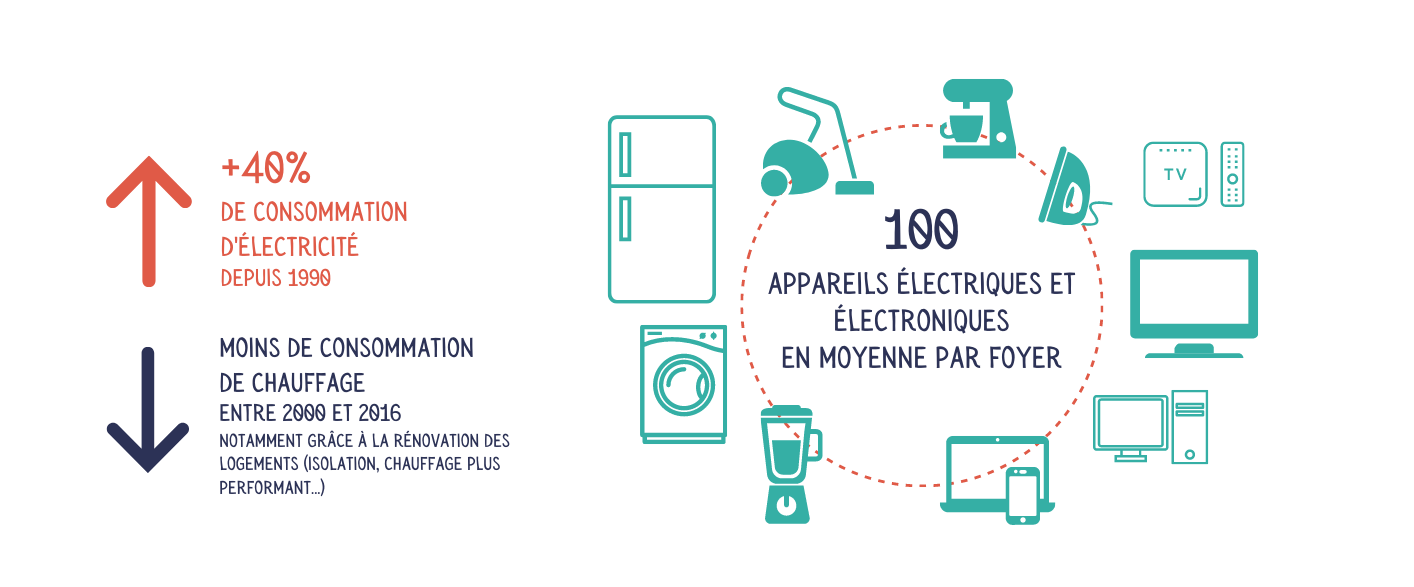 +40%
DE CONSOMMATION
D'ÉLECTRICITÉ
DEPUIS 1990
MOINS DE CONSOMMATION
DE CHAUFFAGE
ENTRE 2000 ET 2016
NOTAMMENT GRÂCE À LA RÉNOVATION DES
LOGEMENTS (ISOLATION, CHAUFFAGE PLUS
PERFORMANT...)
100
APPAREILS ÉLECTRIQUES ET
ÉLECTRONIQUES
EN MOYENNE PAR FOYER
TV